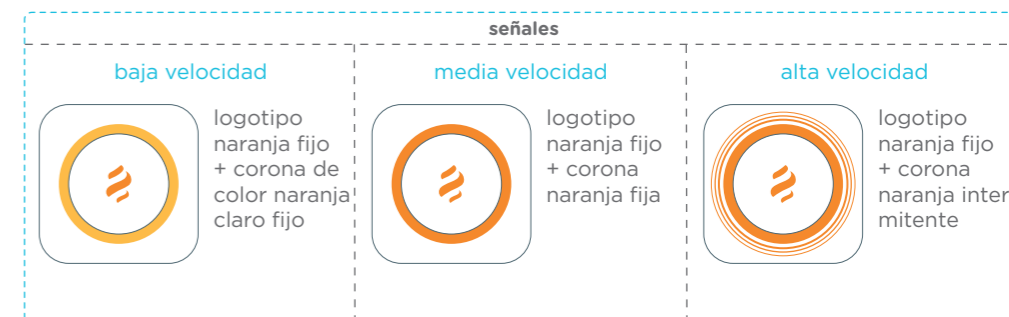 señales
baja velocidad
logotipo
naranja fijo
+ corona de
color naranja
claro fijo
media velocidad
logotipo
naranja fijo
+ corona
naranja fija
alta velocidad
logotipo
naranja fijo
+ corona
naranja inter
mitente